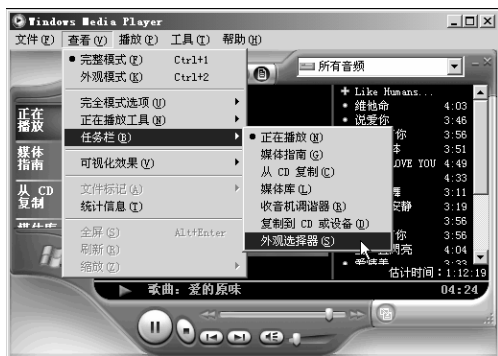 Windows Media Player
文件(F) 查看(V) 播放(P) 工具(T) 帮助(H)
完整模式(F) Ctrl+1
外观模式(K) Ctrl+2
完全模式选项(U)
正在播放工具(N)
任务栏(B)
可视化效果(V)
文件标记(A)
统计信息(T)
全屏(S) Alt+Enter
刷新(R)
缩放(Z)
正在播放(N)
媒体指南(G)
从 CD 复制(C)
媒体库(L)
收音机调谐器(R)
复制到 CD 或设备(D)
外观选择器(S)
正在
播放
媒体
指南
从 CD
复制
所有音频
Like Humans...
维他命 4:03
说爱你 3:46
你 3:56
3:51
LOVE YOU 4:49
4:33
3:11
安静 3:19
3:56
你 3:56
亮 4:04
3:33
估计时间：1:12:19
歌曲：爱的原味 04:24